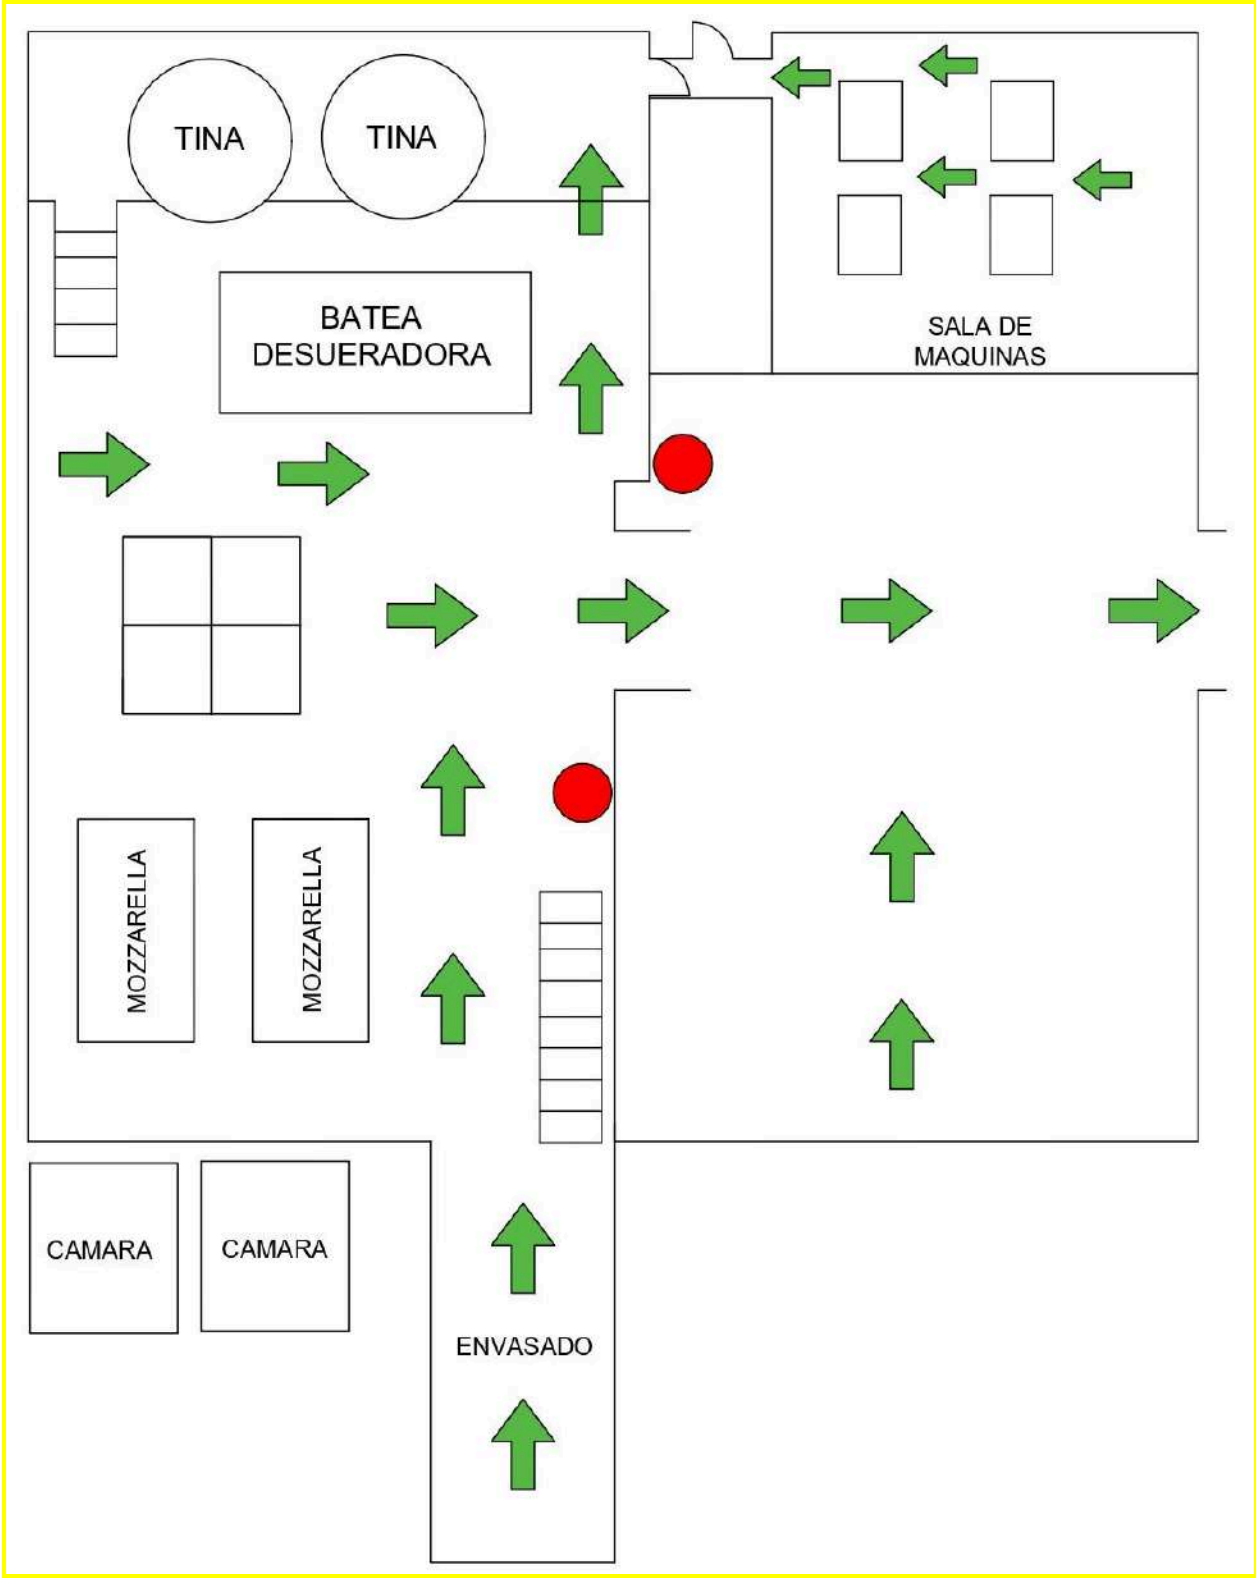 TINA
TINA
BATEA
DESUERADORA
SALA DE
MAQUINAS
MOZZARELLA
MOZZARELLA
CAMARA
CAMARA
ENVASADO